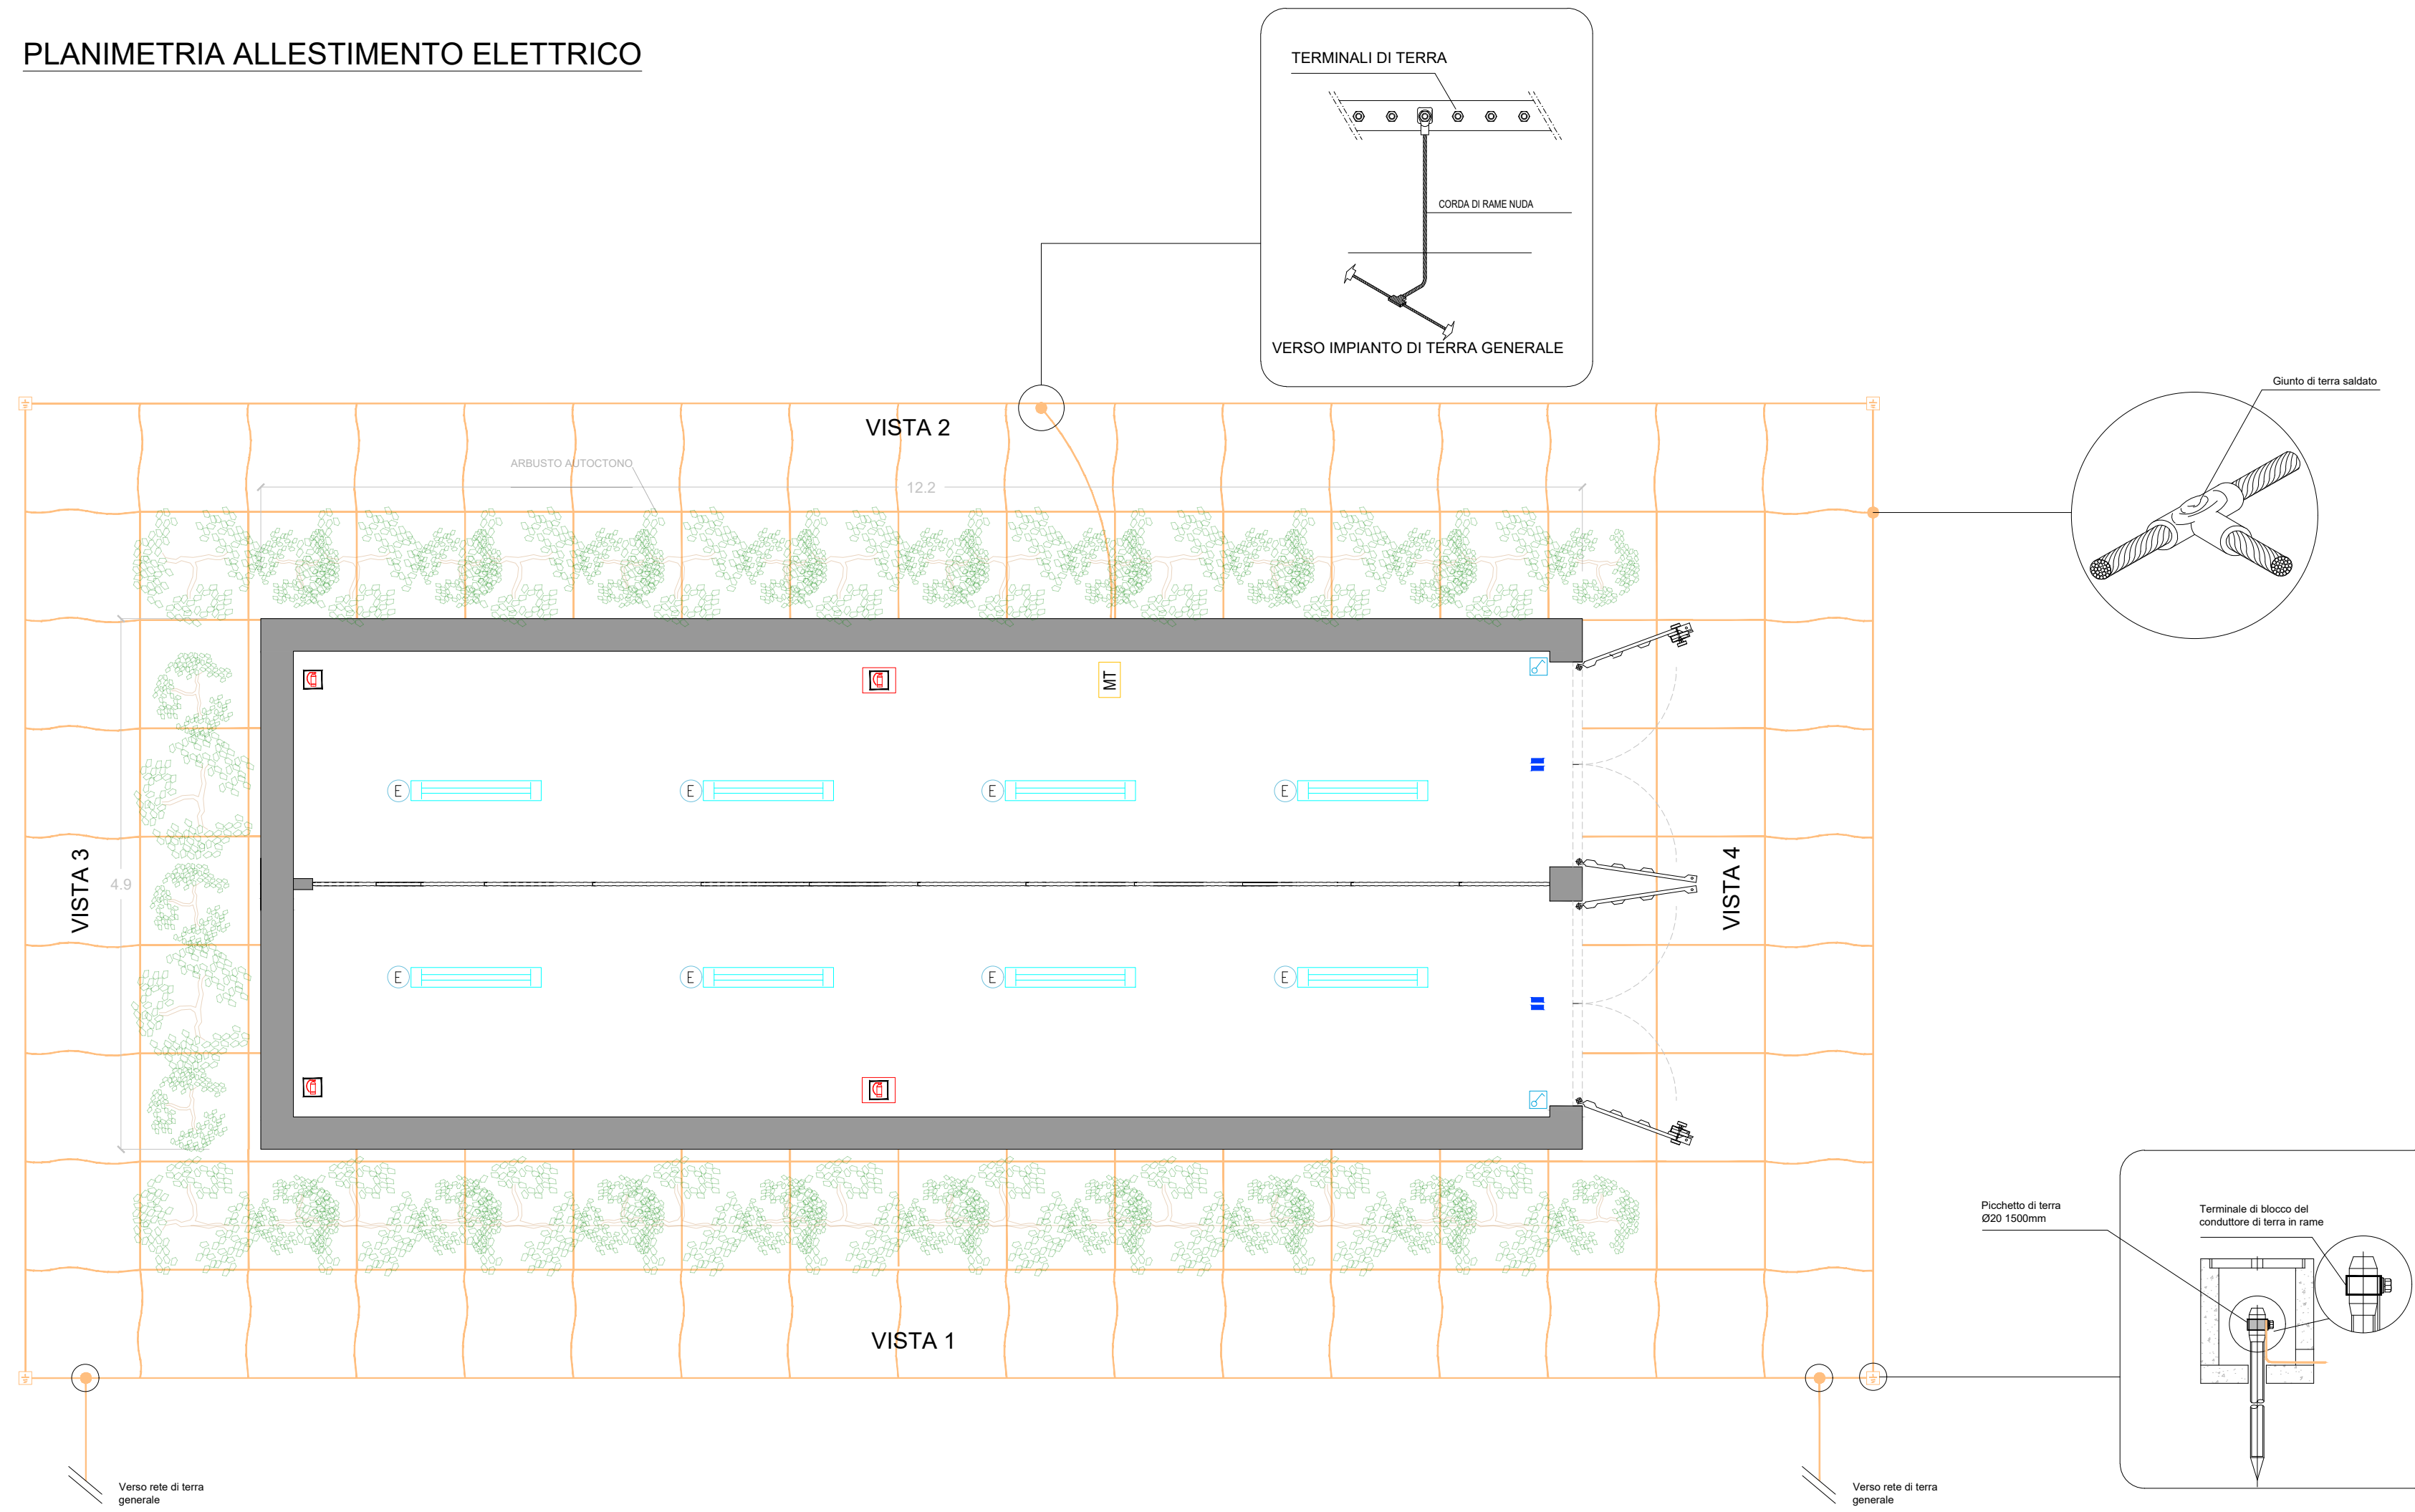 PLANIMETRIA ALLESTIMENTO ELETTRICO
TERMINALI DI TERRA
CORDA DI RAME NUDA
VERSO IMPIANTO DI TERRA GENERALE
Giunto di terra saldato
VISTA 2
ARBUSTO AUTOCTONO
12.2
MT
E
E
E
E
VISTA 3
4.9
VISTA 4
E
E
E
E
Picchetto di terra
Ø20 1500mm
Terminale di blocco del
conduttore di terra in rame
VISTA 1
Verso rete di terra
generale
Verso rete di terra
generale